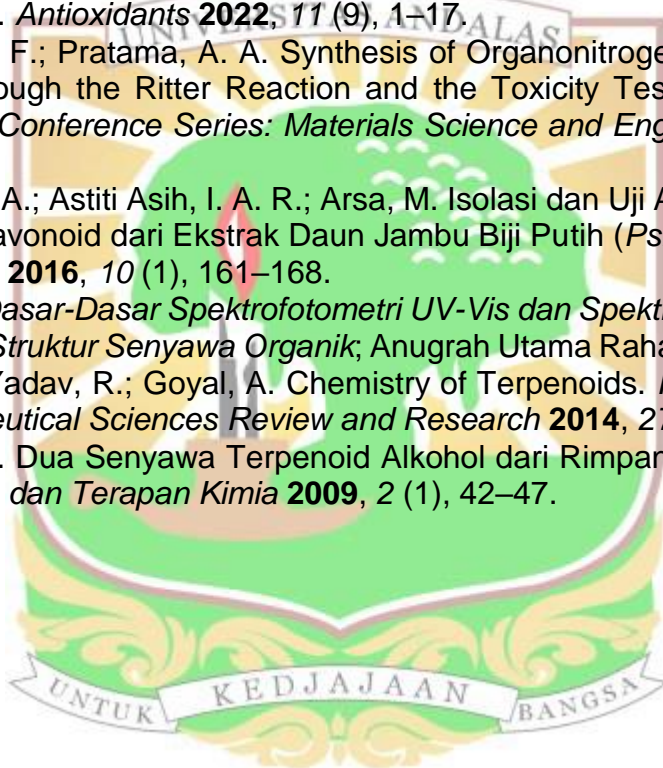 . Antioxidants 2022, 11 (9), 1–17.
UNIVERSITAS ANDALAS
F.; Pratama, A. A. Synthesis of Organonitroge
ough the Ritter Reaction and the Toxicity Tes
Conference Series: Materials Science and Eng
A.; Astiti Asih, I. A. R.; Arsa, M. Isolasi dan Uji A
avonoid dari Ekstrak Daun Jambu Biji Putih (Ps
2016, 10 (1), 161–168.
Dasar-Dasar Spektrofotometri UV-Vis dan Spekt
Struktur Senyawa Organik; Anugrah Utama Raha
Yadav, R.; Goyal, A. Chemistry of Terpenoids.
eutical Sciences Review and Research 2014, 27
. Dua Senyawa Terpenoid Alkohol dari Rimpan
dan Terapan Kimia 2009, 2 (1), 42–47.
UNTUK KEDJAJAAN BANGSA